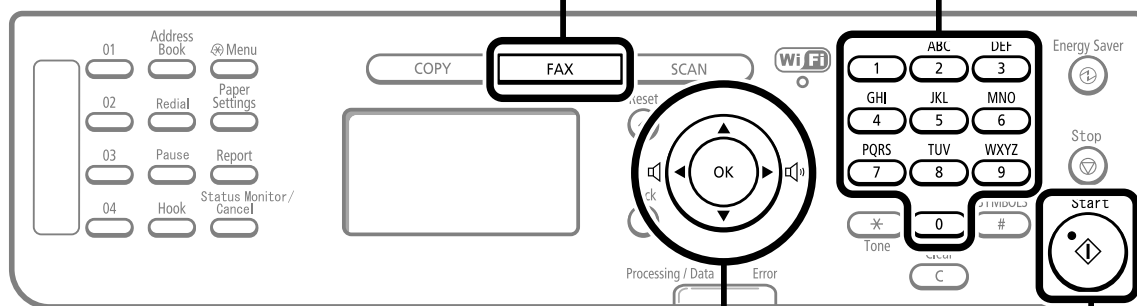 01
Address
Book
Menu
02
Redial
Paper
Settings
03
Pause
Report
04
Hook
Status Monitor/
Cancel
COPY
FAX
SCAN
Wi Fi
OK
Processing / Data
Error
ABC
DEF
1
2
3
GHI
JKL
MNO
4
5
6
PQRS
TUV
WXYZ
7
8
9
0
#
Tone
C
Energy Saver
Stop
Start